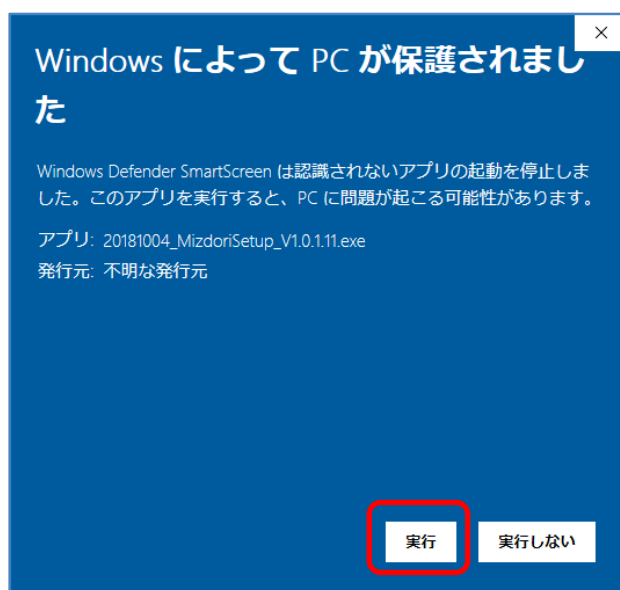 Windows によって PC が保護されまし
た
Windows Defender SmartScreen は認識されないアプリの起動を停止しま
した。このアプリを実行すると、PC に問題が起こる可能性があります。
アプリ: 20181004_MizdoriSetup_V1.0.1.11.exe
発行元: 不明な発行元
実行 実行しない